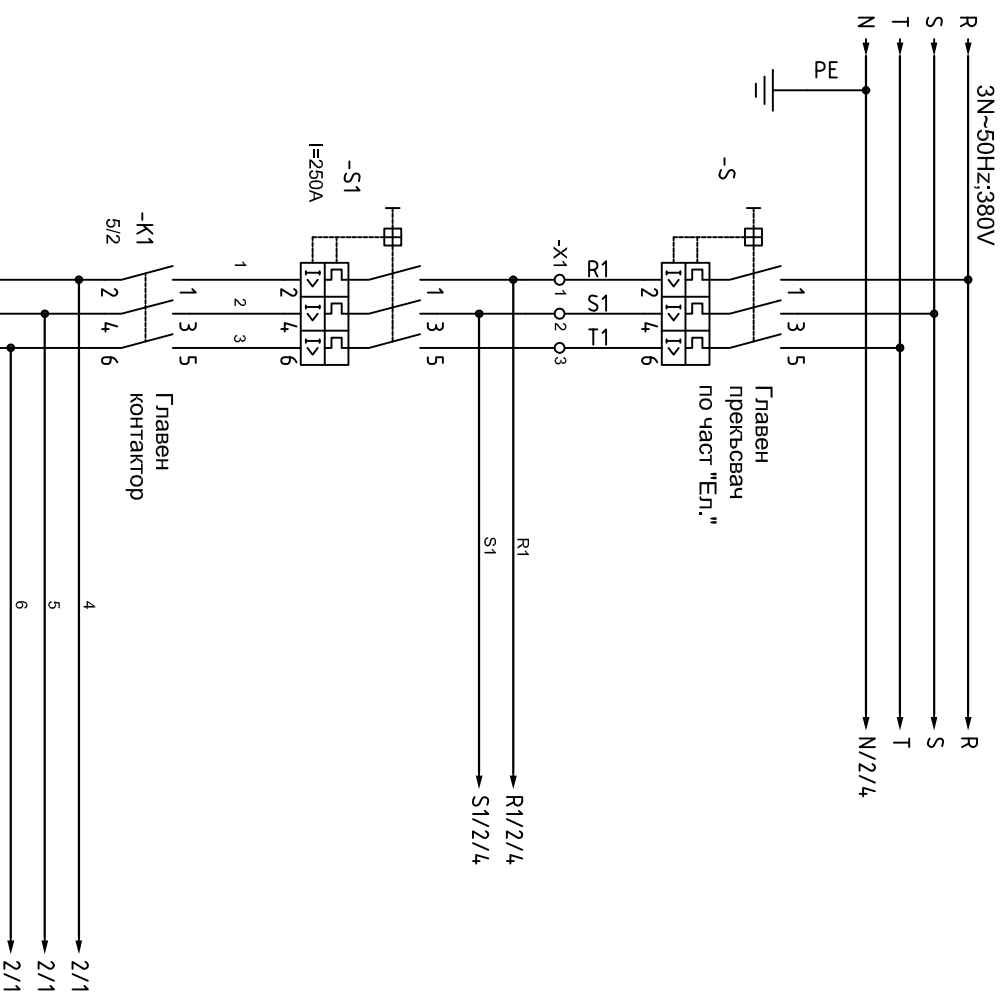 3N~50Hz;380V
R
R
S
S
T
T
N
N/2/4
PE
-S
1
3
5
2
4
6
Главен
прекъсвач
по част "Ел."
R1
S1
T1
-X1
1
2
3
R1
R1/2/4
S1
S1/2/4
-S1
I=250A
1
3
5
I>
I>
I>
I>
I>
I>
2
4
6
1
2
3
-K1
5/2
1
3
5
2
4
6
Главен
контактор
4
2/1
5
2/1
6
2/1